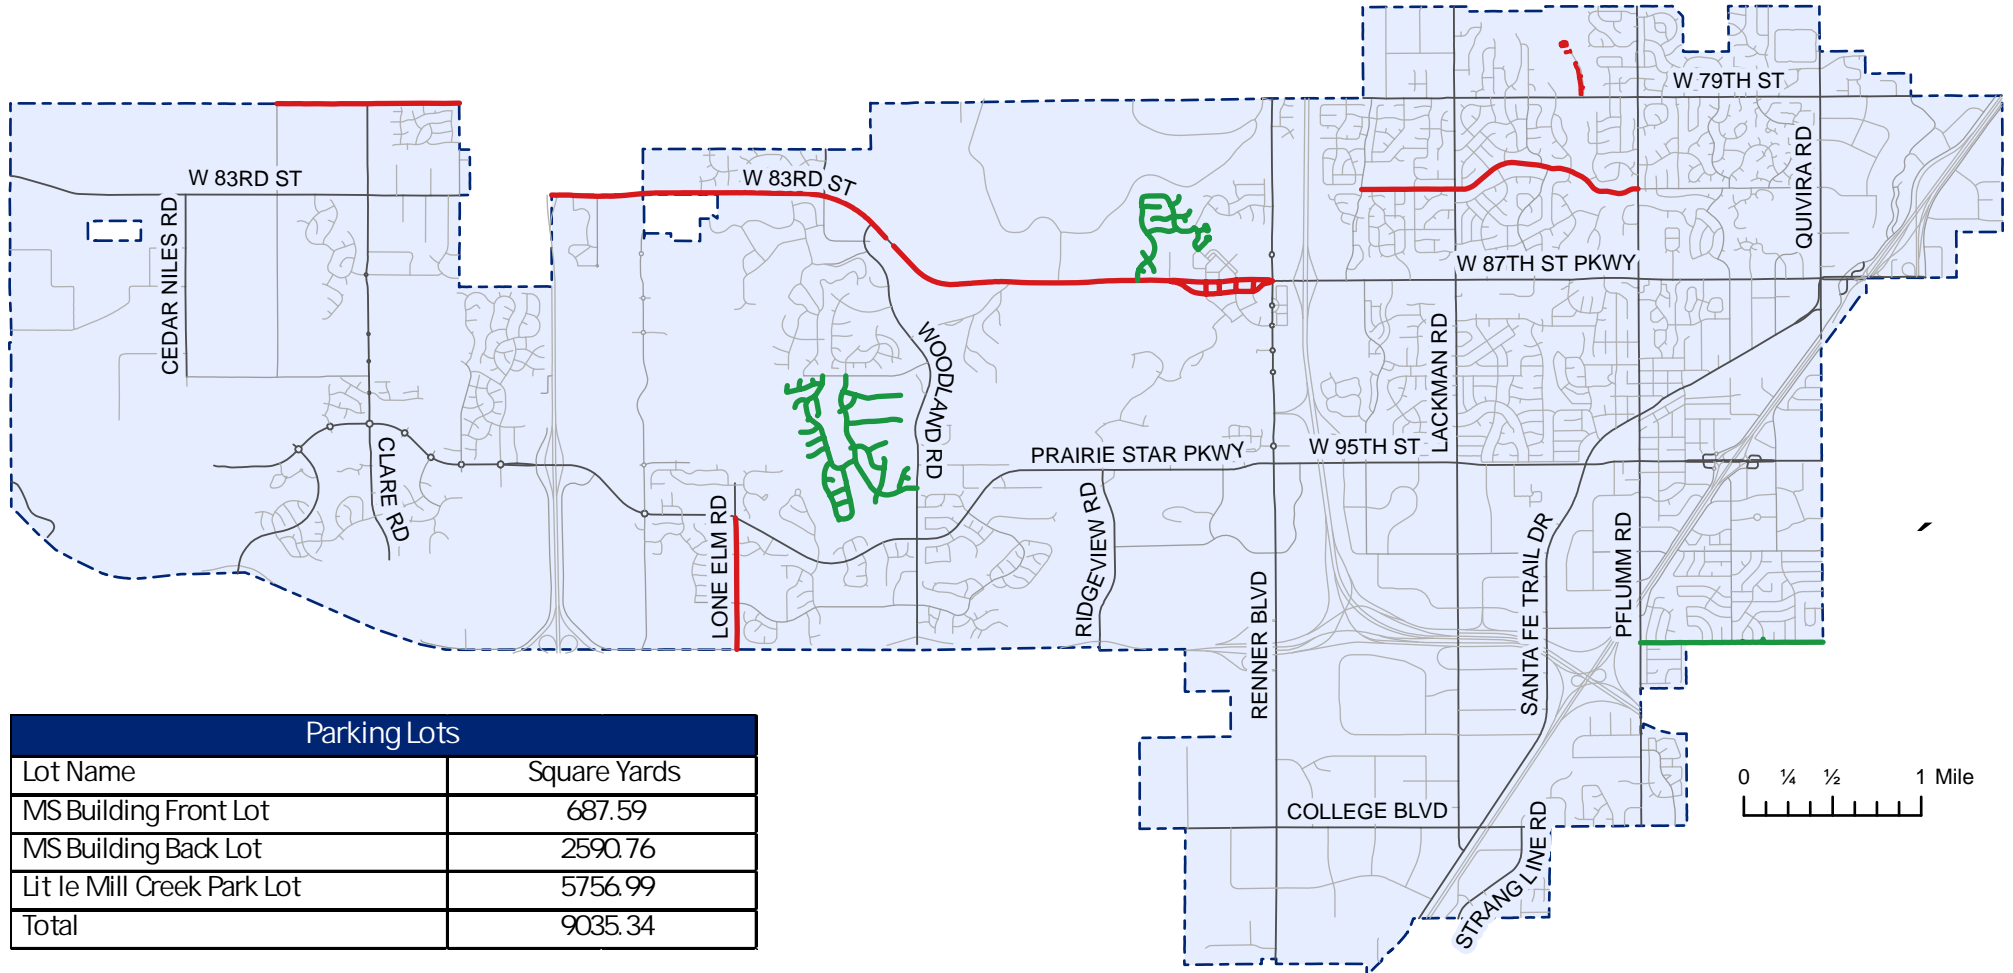 W 79TH ST
W 83RD ST
W 83RD ST
QUIVIRA RD
CEDAR NILES RD
W 87TH ST PKWY
WOODLAND RD
LACKMAN RD
CLARE RD
PRAIRIE STAR PKWY
W 95TH ST
LONE ELM RD
RIDGEVIEW RD
RENNER BLVD
SANTA FE TRAIL DR
PFLUMM RD
COLLEGE BLVD
STRANG LINE RD
0 ¼ ½ 1 Mile
Parking Lots
Lot Name Square Yards
MS Building Front Lot 687.59
MS Building Back Lot 2590.76
Lit le Mill Creek Park Lot 5756.99
Total 9035.34